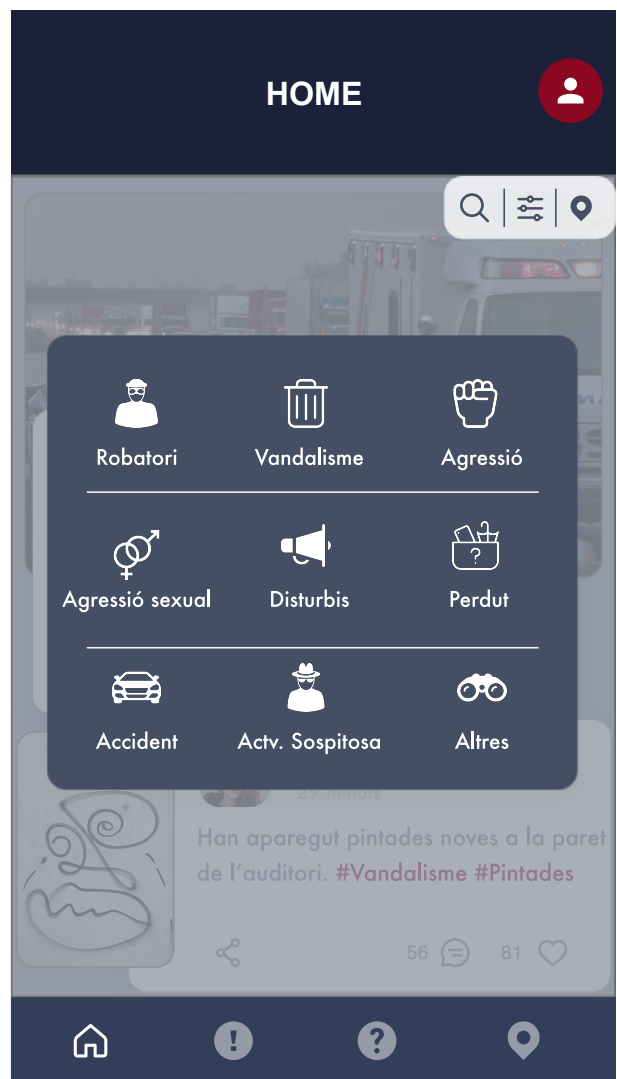 HOME
Robatori
Vandalisme
Agressió
Agressió sexual
Disturbis
Perdut
?
Accident
Actv. Sospitosa
Altres
29 minuts
Han aparegut pintades noves a la paret
de l'auditori. #Vandalisme #Pintades
56
81
!
?